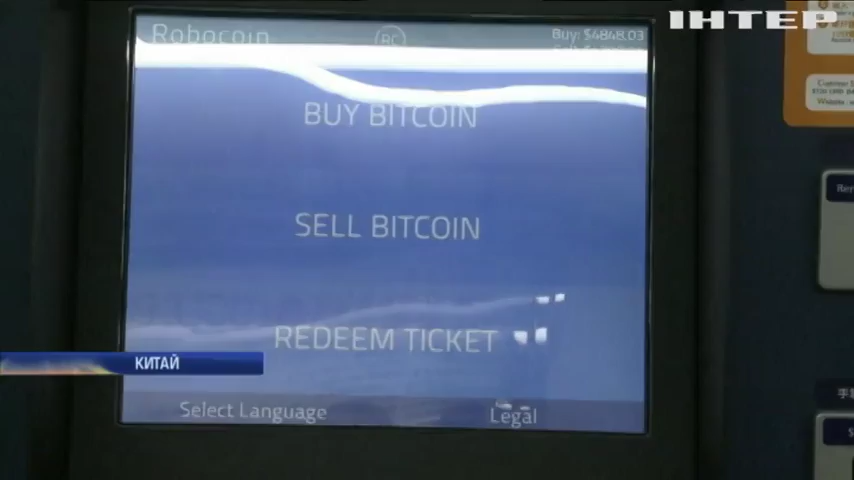 ІНТЕР
Robocoin
RC
Buy: $4848.03
BUY BITCOIN
SELL BITCOIN
REDEEM TICKET
КИТАЙ
Select Language
Legal